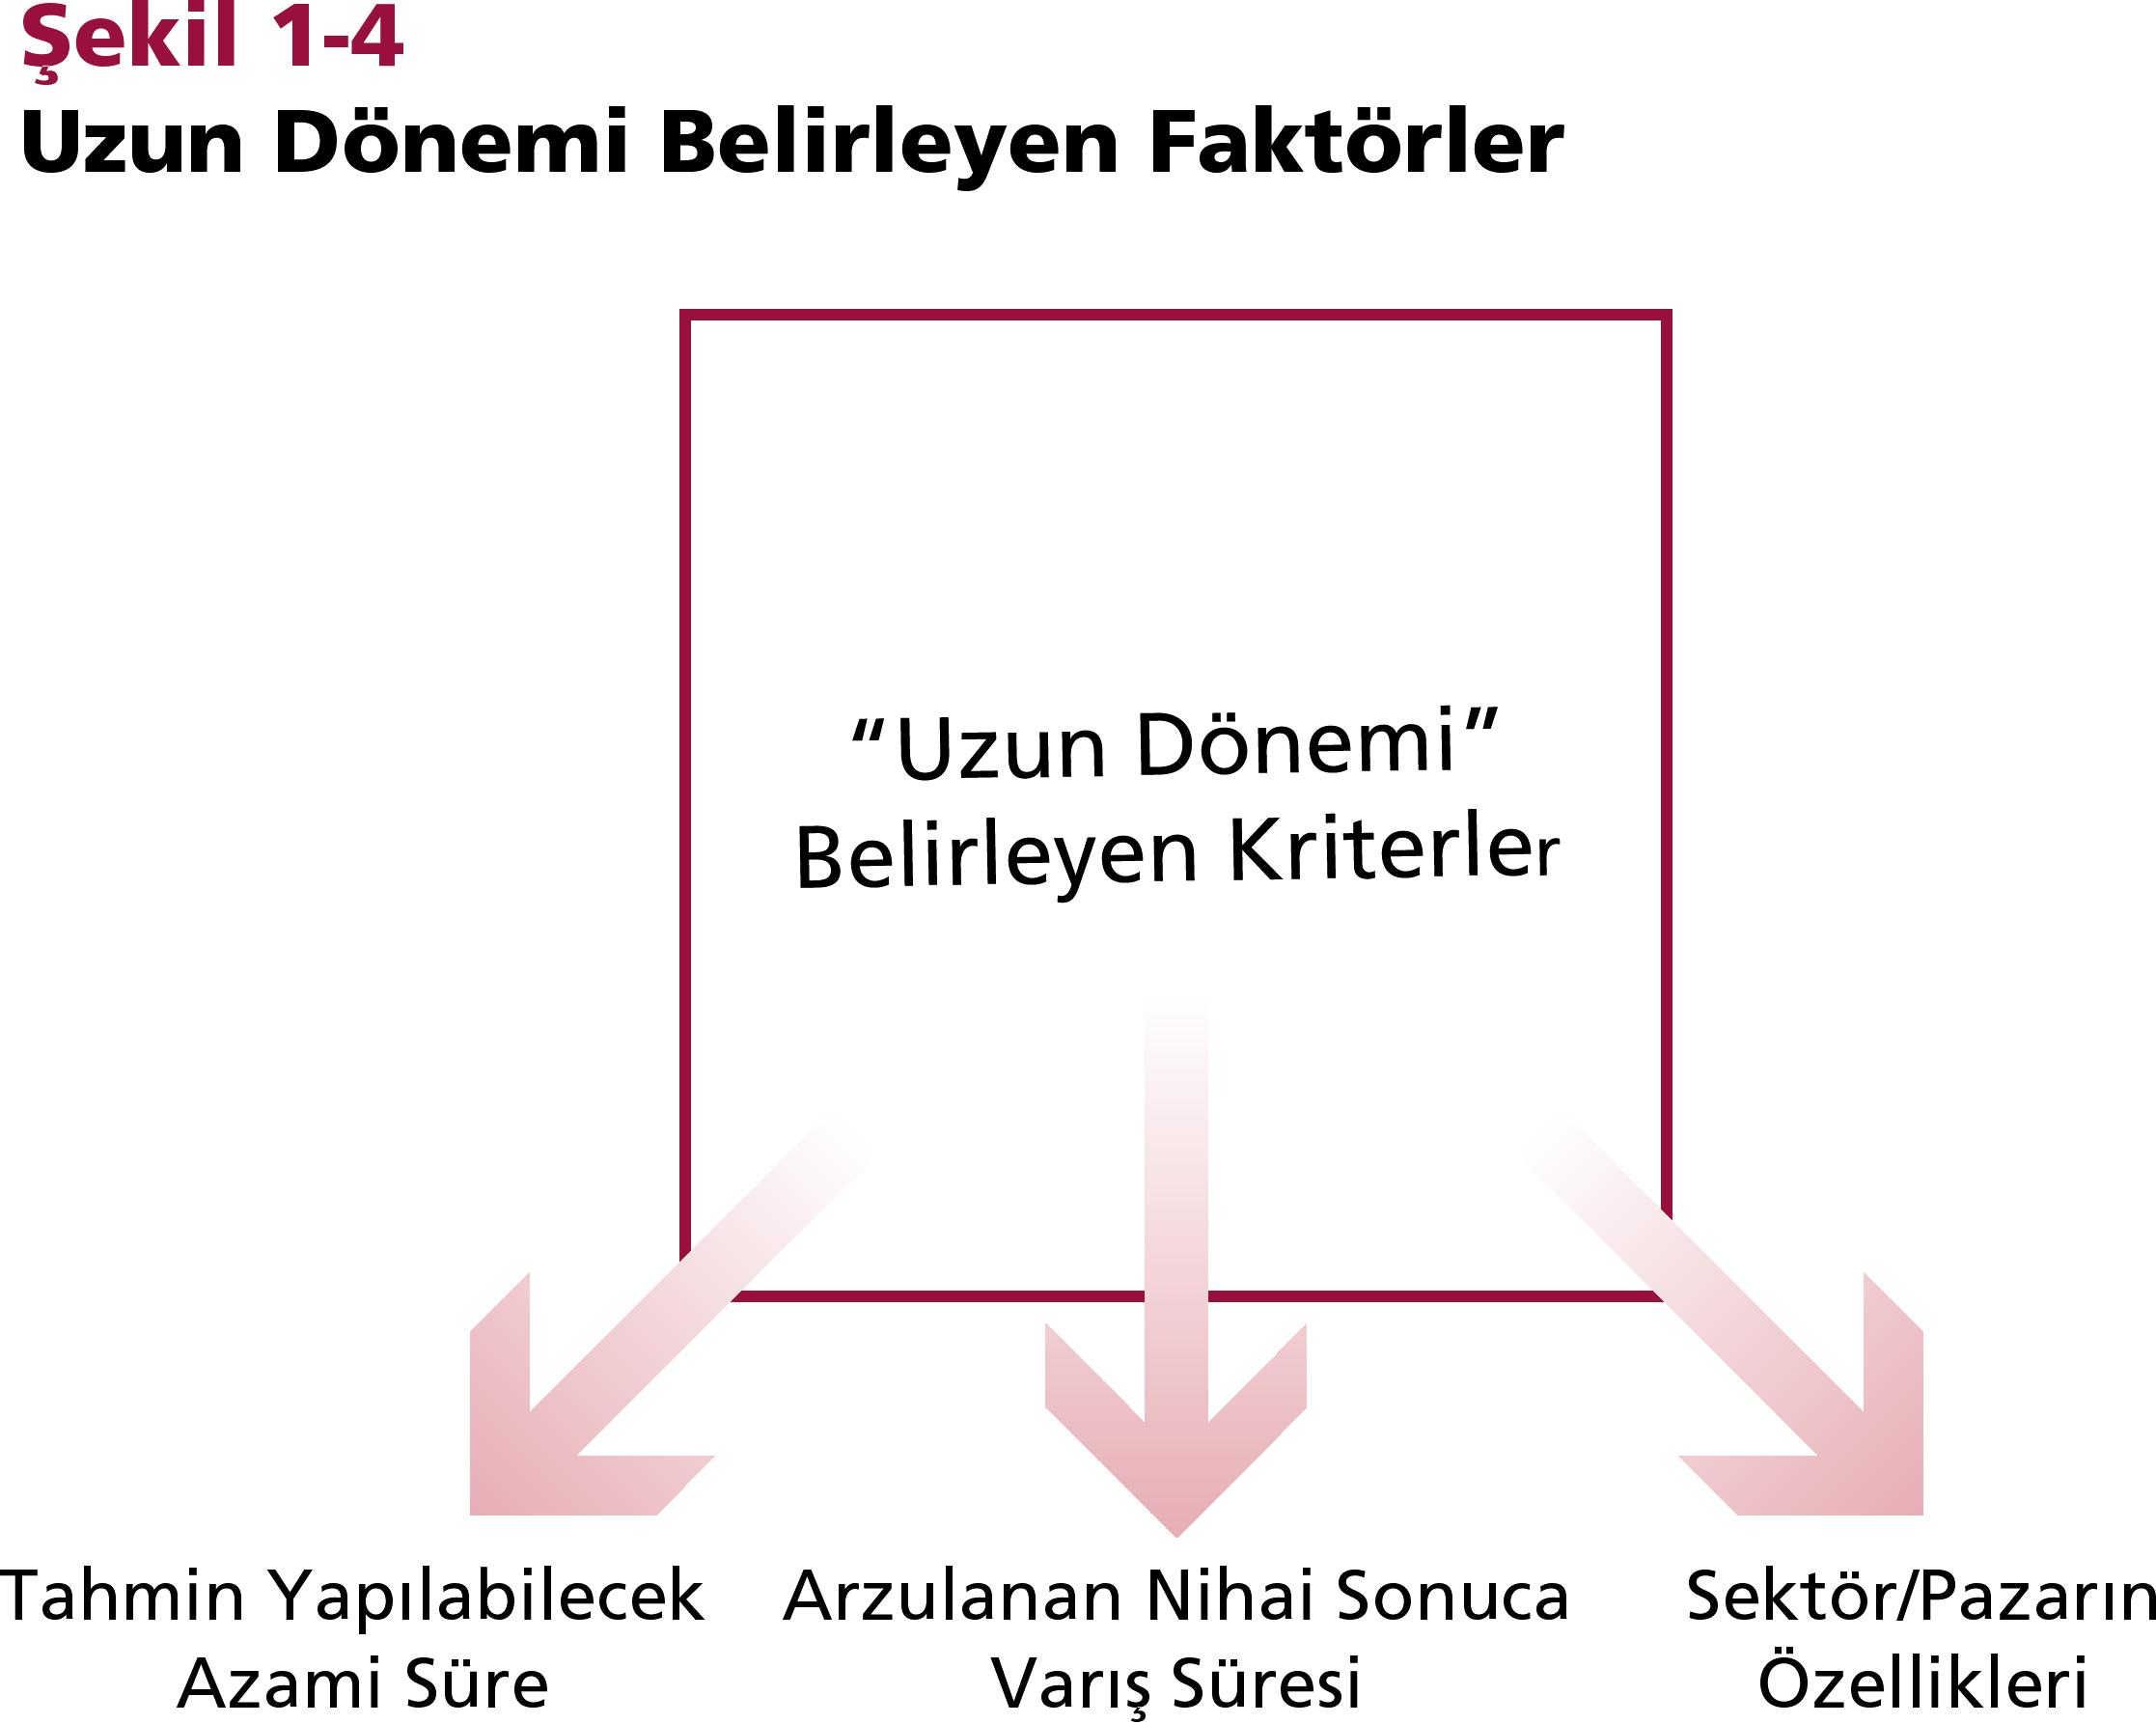 Şekil 1-4
Uzun Dönemi Belirleyen Faktörler
“Uzun Dönemi”
Belirleyen Kriterler
Tahmin Yapılabilecek
Azami Süre
Arzulanan Nihai Sonuca
Varış Süresi
Sektör/Pazarın
Özellikleri